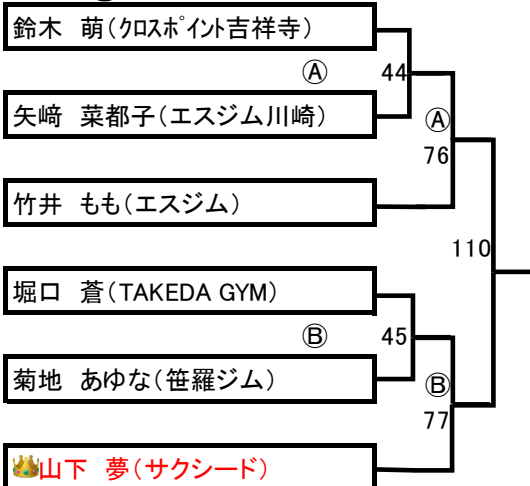 鈴木　萌(ｸﾛｽﾎﾟｲﾝﾄ吉祥寺)
Ⓐ
44
矢﨑　菜都子(エスジム川崎)
Ⓐ
76
竹井　もも(エスジム)
110
堀口　蒼(TAKEDA GYM)
Ⓑ
45
菊地　あゆな(笹羅ジム)
Ⓑ
77
山下　夢(サクシード)